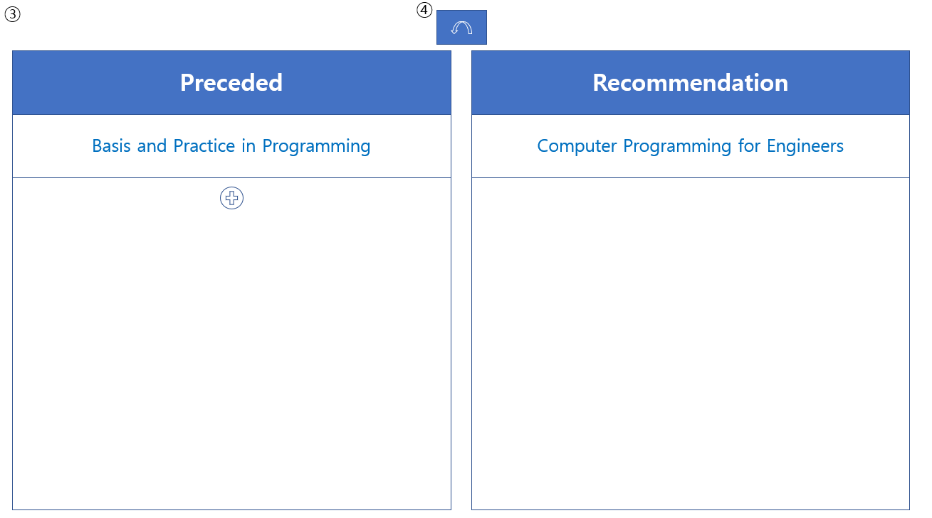 ③
④
Preceded
Recommendation
Basis and Practice in Programming
Computer Programming for Engineers